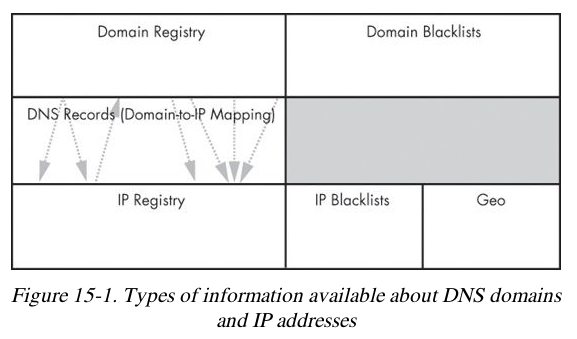 Domain Registry
Domain Blacklists
DNS Records (Domain-to-IP Mapping)
IP Registry
IP Blacklists
Geo
Figure 15-1. Types of information available about DNS domains
and IP addresses